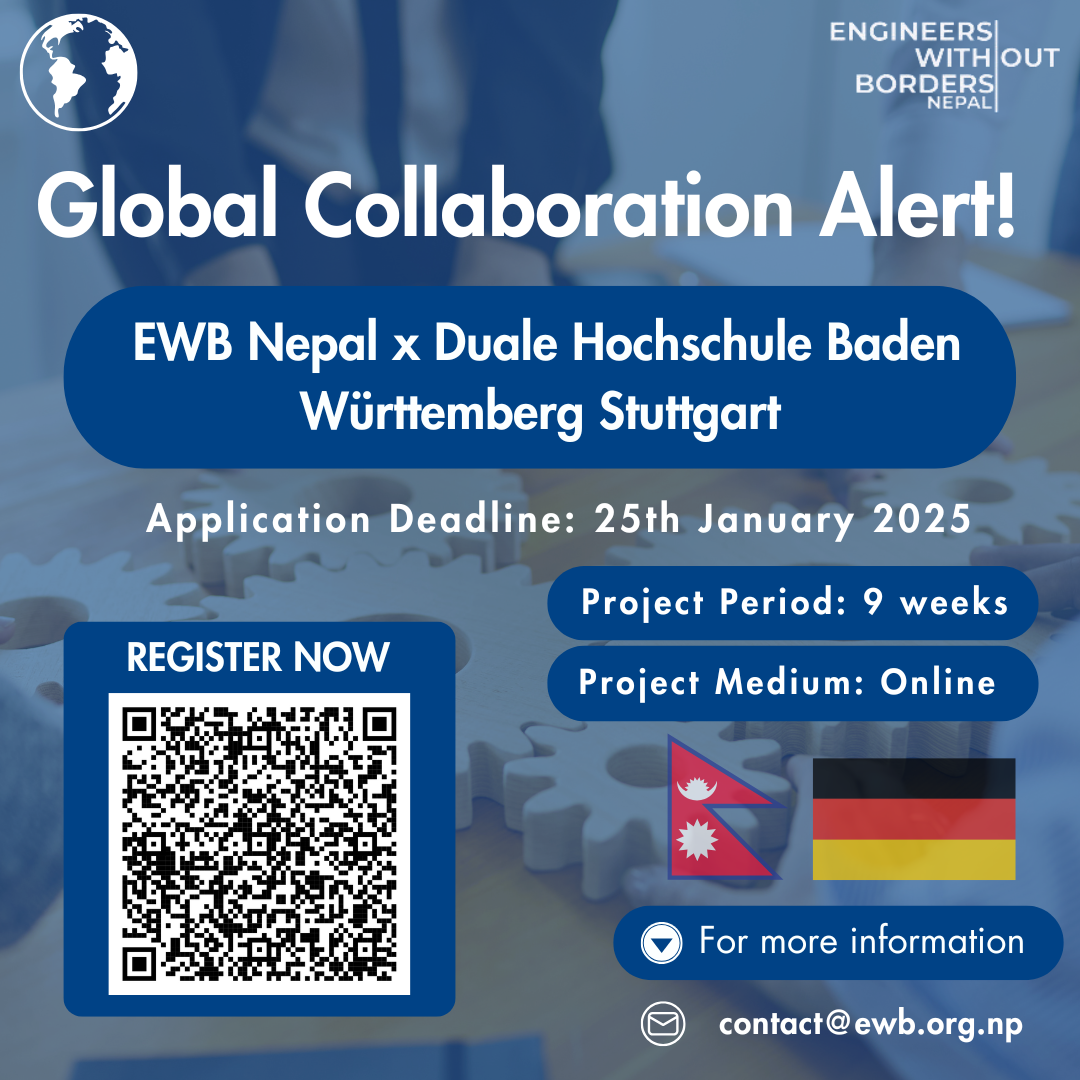 ENGINEERS
WITH OUT
BORDERS
NEPAL
Global Collaboration Alert!
EWB Nepal x Duale Hochschule Baden
Württemberg Stuttgart
Application Deadline: 25th January 2025
Project Period: 9 weeks
Project Medium: Online
REGISTER NOW
For more information
contact@ewb.org.np